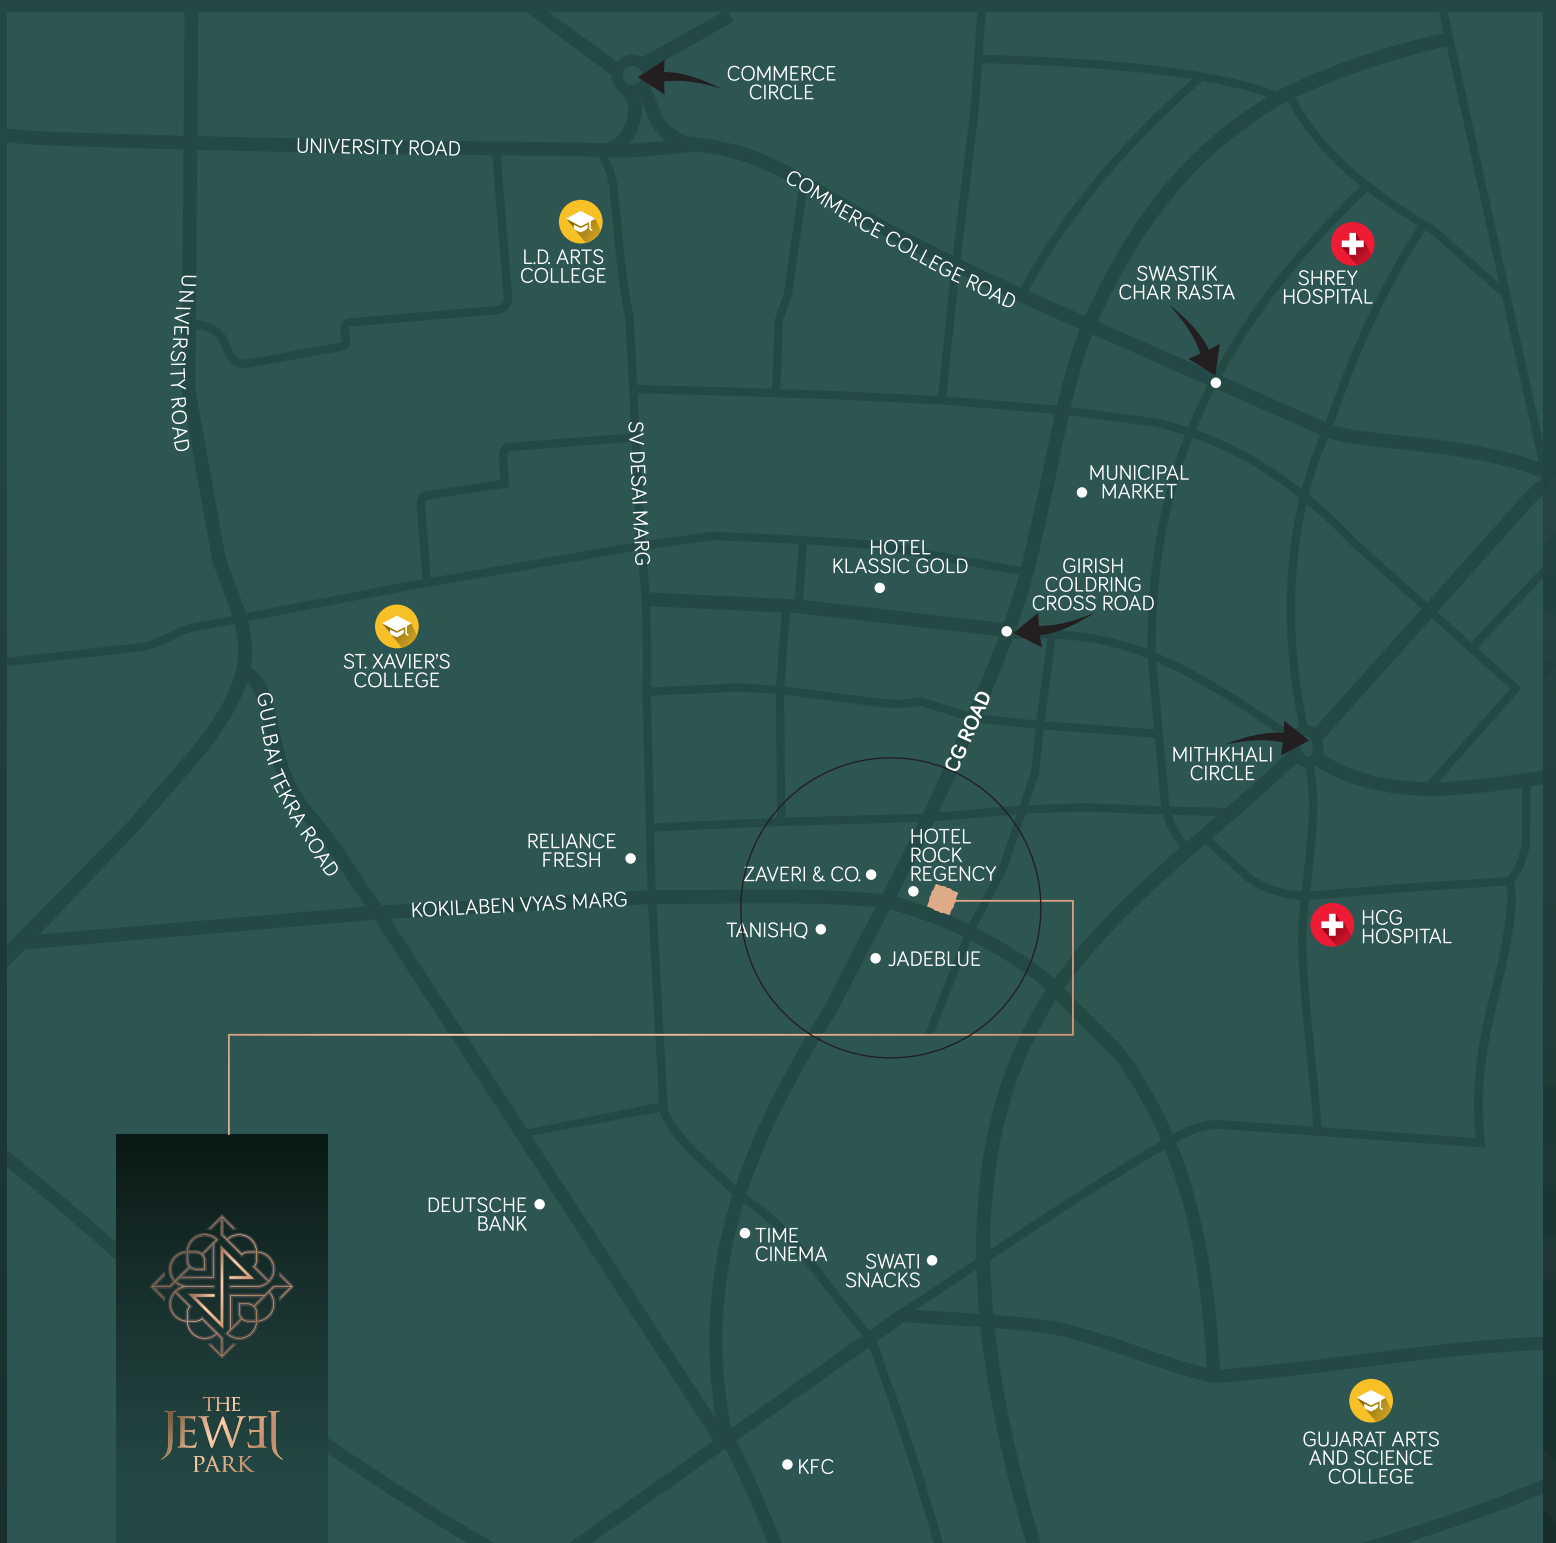 COMMERCE
CIRCLE
UNIVERSITY ROAD
COMMERCE COLLEGE ROAD
L.D. ARTS
COLLEGE
SWASTIK
CHAR RASTA
SHREY
HOSPITAL
UNIVERSITY ROAD
SV DESAI MARG
MUNICIPAL
MARKET
HOTEL
KLASSIC GOLD
GIRISH
COLDRING
CROSS ROAD
ST. XAVIER'S
COLLEGE
GULBAI TEKRA ROAD
CG ROAD
MITHKHALI
CIRCLE
RELIANCE
FRESH
HOTEL
ROCK
REGENCY
ZAVERI & CO.
KOKILABEN VYAS MARG
TANISHQ
JADEBLUE
HCG
HOSPITAL
DEUTSCHE
BANK
TIME
CINEMA
SWATI
SNACKS
THE
JEWEL
PARK
KFC
GUJARAT ARTS
AND SCIENCE
COLLEGE